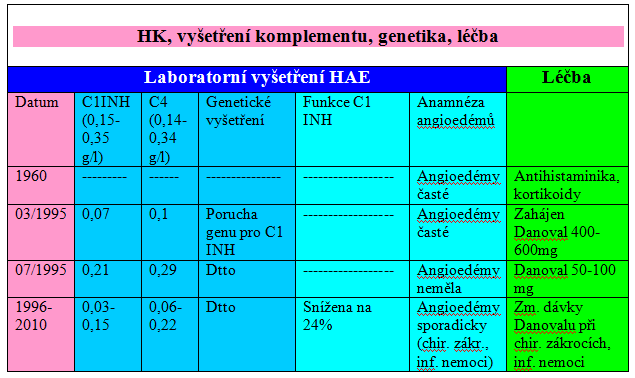 HK, vyšetření komplementu, genetika, léčba
Laboratorní vyšetření HAE Léčba
Datum C1INH (0,15-0,35 g/l) C4 (0,14-0,34 g/l) Genetické vyšetření Funkce C1 INH Anamnéza angioedémů
1960 --------- ------ ------------- ----------------- Angioedémy časté Antihistaminika, kortikoidy
03/1995 0,07 0,1 Porucha genu pro C1 INH ----------------- Angioedémy časté Zahájen Danoval 400-600mg
07/1995 0,21 0,29 Dtto ----------------- Angioedémy neměla Danoval 50-100 mg
1996-2010 0,03-0,15 0,06-0,22 Dtto Snížena na 24% Angioedémy sporadicky (chir. zákr., inf. nemoci) Zm. dávky Danovalu při chir. zákrocích, inf. nemoci